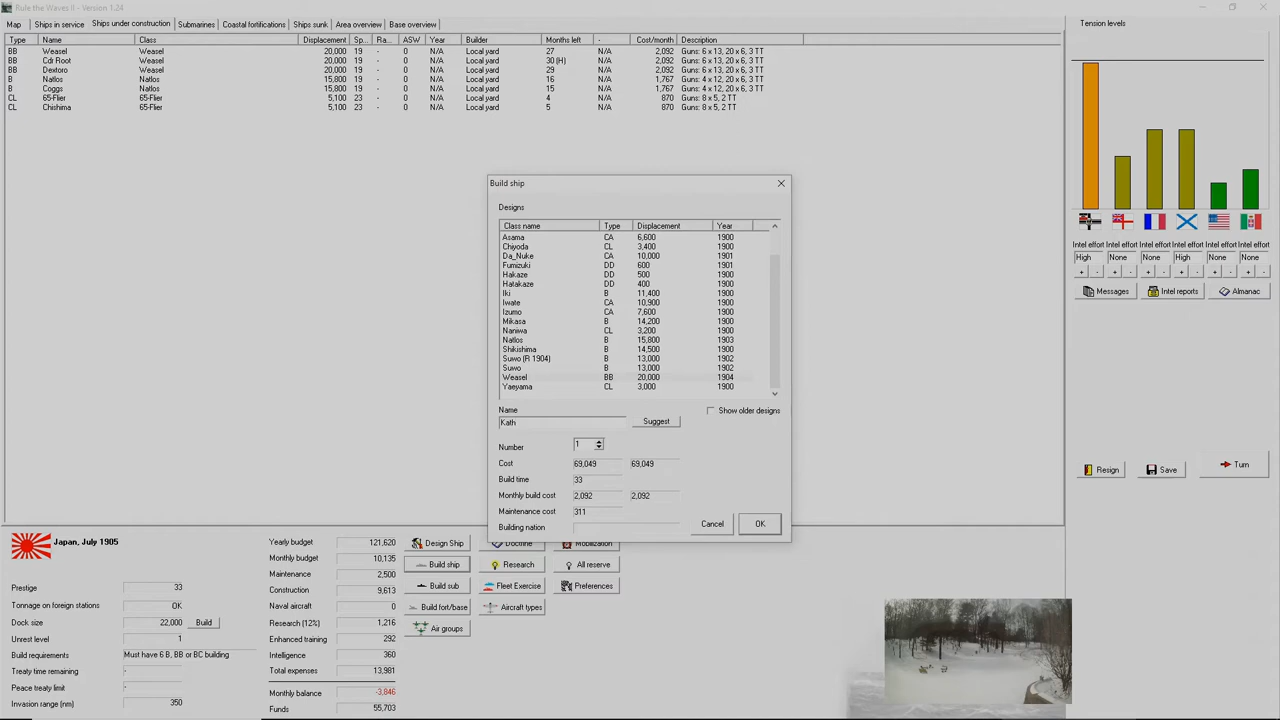 Rule the Waves II - Version 1.24
Map Ships in service Ships under construction Submarines Coastal fortifications Ships sunk Area overview Base overview
Type Name Class Displacement Sp... Ra... ASW Year Builder Months left - Cost/month Description
BB Weasel Weasel 20,000 19 - 0 N/A Local yard 27 N/A 2,092 Guns: 6 x 13, 20 x 6, 3 TT
BB Cdr Root Weasel 20,000 19 - 0 N/A Local yard 30 (H) N/A 2,092 Guns: 6 x 13, 20 x 6, 3 TT
BB Dextoro Weasel 20,000 19 - 0 N/A Local yard 29 N/A 2,092 Guns: 6 x 13, 20 x 6, 3 TT
B Natlos Natlos 15,800 19 - 0 N/A Local yard 16 N/A 1,767 Guns: 4 x 12, 20 x 6, 3 TT
B Coggs Natlos 15,800 19 - 0 N/A Local yard 15 N/A 1,767 Guns: 4 x 12, 20 x 6, 3 TT
CL 65-Flier 65-Flier 5,100 23 - 0 N/A Local yard 4 N/A 870 Guns: 8 x 5, 2 TT
CL Chishima 65-Flier 5,100 23 - 0 N/A Local yard 5 N/A 870 Guns: 8 x 5, 2 TT
Build ship
Designs
Class name Type Displacement Year
Asama CA 6,600 1900
Chiyoda CL 3,400 1900
Da_Nuke CA 10,000 1901
Fumizuki DD 600 1901
Hakaze DD 500 1900
Hatakaze DD 400 1900
Iki B 11,400 1900
Iwate CA 10,900 1900
Izumo CA 7,600 1900
Mikasa B 14,200 1900
Naniwa CL 3,200 1900
Natlos B 15,800 1903
Shikishima B 14,500 1900
Suwo (R 1904) B 13,000 1902
Suwo B 13,000 1902
Weasel BB 20,000 1904
Yaeyama CL 3,000 1900
Name Show older designs
Kath Suggest
Number 1
Cost 69,049 69,049
Build time 33
Monthly build cost 2,092 2,092
Maintenance cost 311
Building nation
Cancel OK
Tension levels
Intel effort Intel effort Intel effort Intel effort Intel effort Intel effort
High None None High None None
+ - + - + - + - + - + -
Messages Intel reports Almanac
Resign Save Turn
Japan, July 1905
Prestige 33
Tonnage on foreign stations OK
Dock size 22,000 Build
Unrest level 1
Build requirements Must have 6 B, BB or BC building
Treaty time remaining -
Peace treaty limit -
Invasion range (nm) 350
Yearly budget 121,620
Monthly budget 10,135
Maintenance 2,500
Construction 9,613
Naval aircraft 0
Research (12%) 1,216
Enhanced training 292
Intelligence 360
Total expenses 13,981
Monthly balance -3,846
Funds 55,703
Design Ship Doctrine Mobilization
Build ship Research All reserve
Build sub Fleet Exercise Preferences
Build fort/base Aircraft types
Air groups